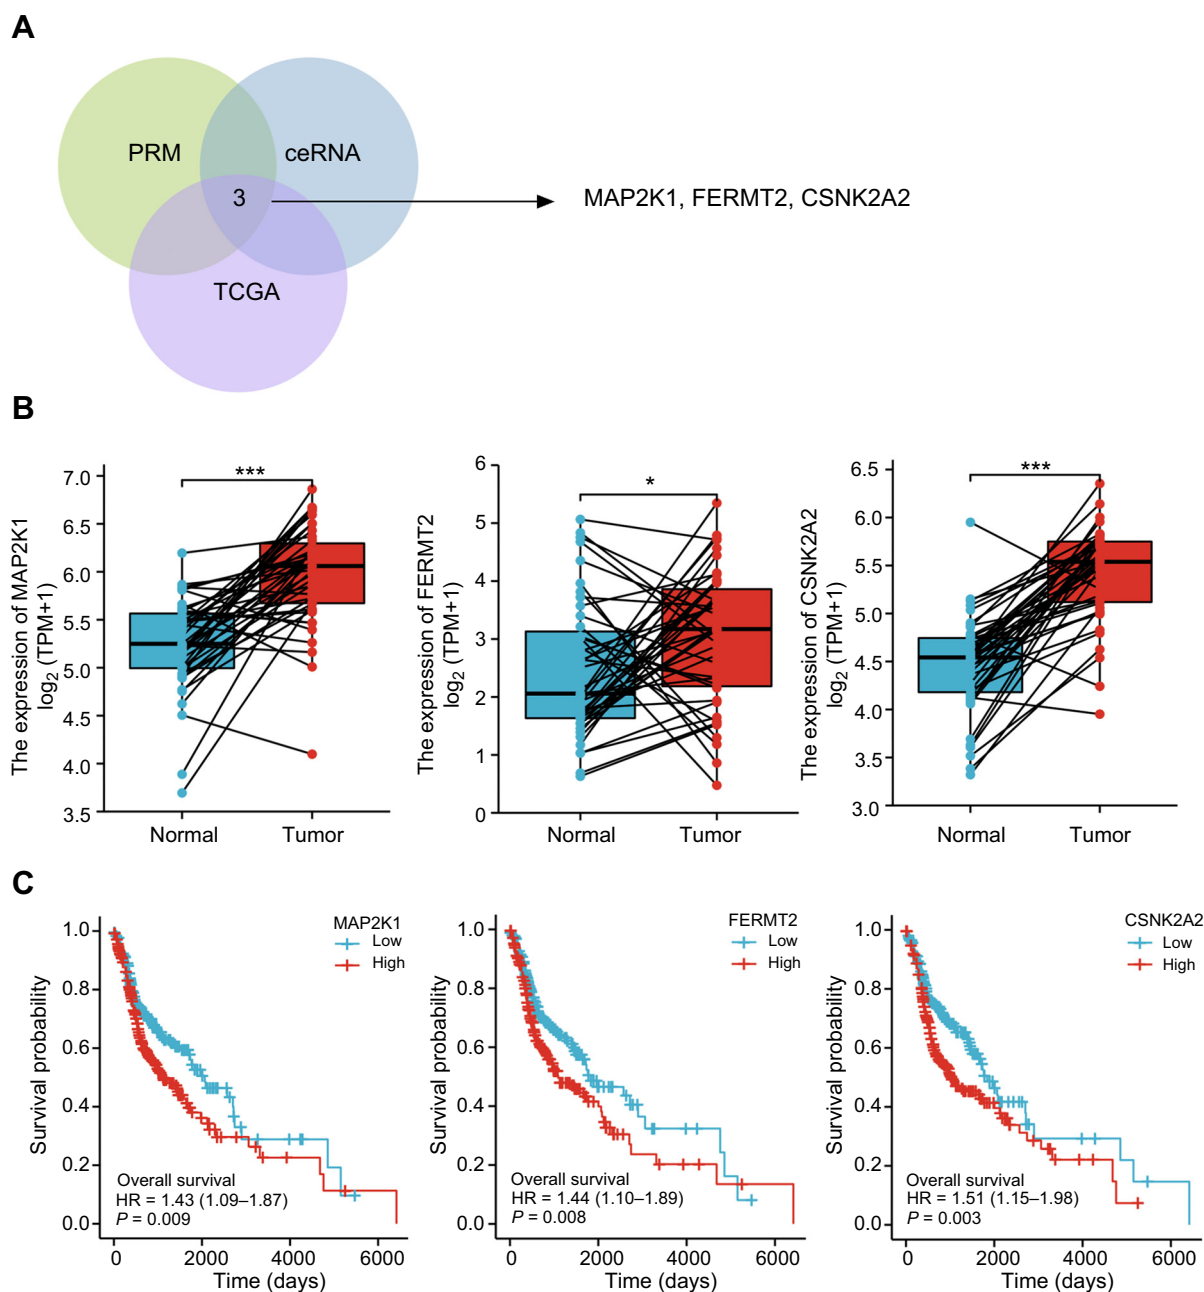 A
PRM
ceRNA
3
MAP2K1, FERMT2, CSNK2A2
TCGA
B
The expression of MAP2K1
log₂ (TPM+1)
7.0
6.5
6.0
5.5
5.0
4.5
4.0
3.5
***
Normal
Tumor
The expression of FERMT2
log₂ (TPM+1)
6
5
4
3
2
1
0
*
Normal
Tumor
The expression of CSNK2A2
log₂ (TPM+1)
6.5
6.0
5.5
5.0
4.5
4.0
3.5
3.0
***
Normal
Tumor
C
Survival probability
1.0
0.8
0.6
0.4
0.2
0.0
MAP2K1
Low
High
Overall survival
HR = 1.43 (1.09–1.87)
P = 0.009
0 2000 4000 6000
Time (days)
Survival probability
1.0
0.8
0.6
0.4
0.2
0.0
FERMT2
Low
High
Overall survival
HR = 1.44 (1.10–1.89)
P = 0.008
0 2000 4000 6000
Time (days)
Survival probability
1.0
0.8
0.6
0.4
0.2
0.0
CSNK2A2
Low
High
Overall survival
HR = 1.51 (1.15–1.98)
P = 0.003
0 2000 4000 6000
Time (days)